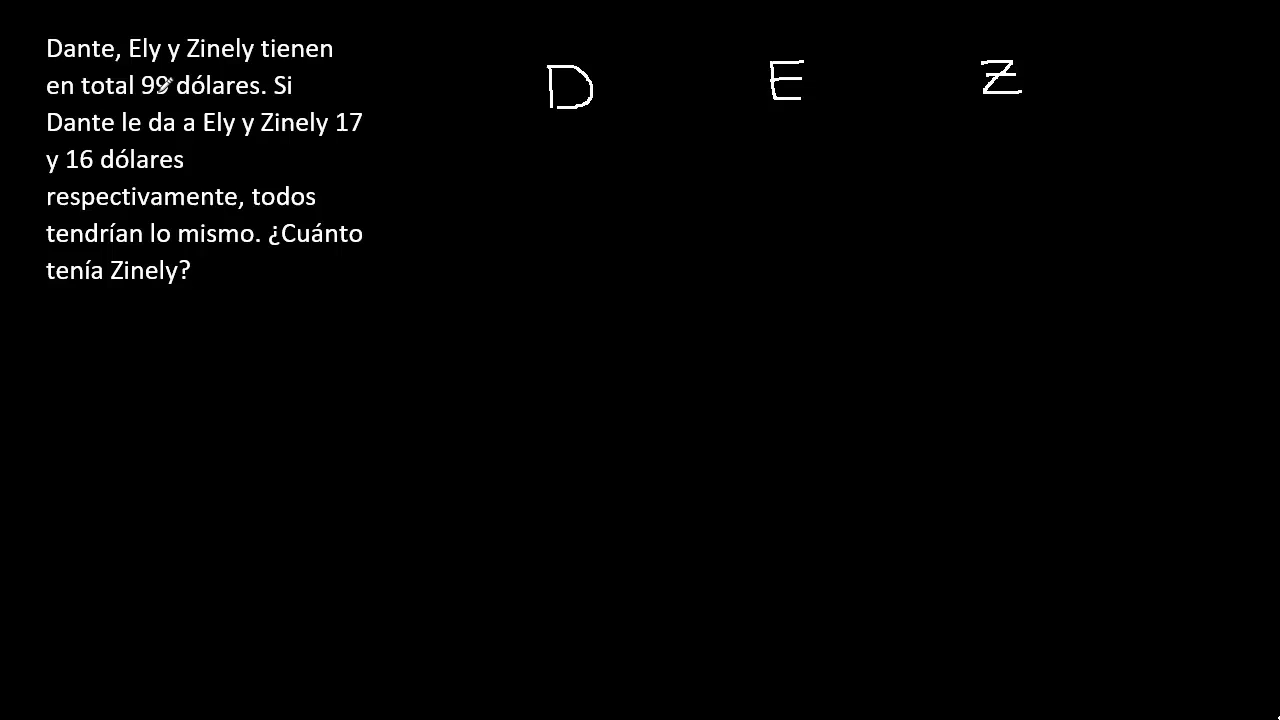 Dante, Ely y Zinely tienen
en total 99 dólares. Si
Dante le da a Ely y Zinely 17
y 16 dólares
respectivamente, todos
tendrían lo mismo. ¿Cuánto
tenía Zinely?
D E Z